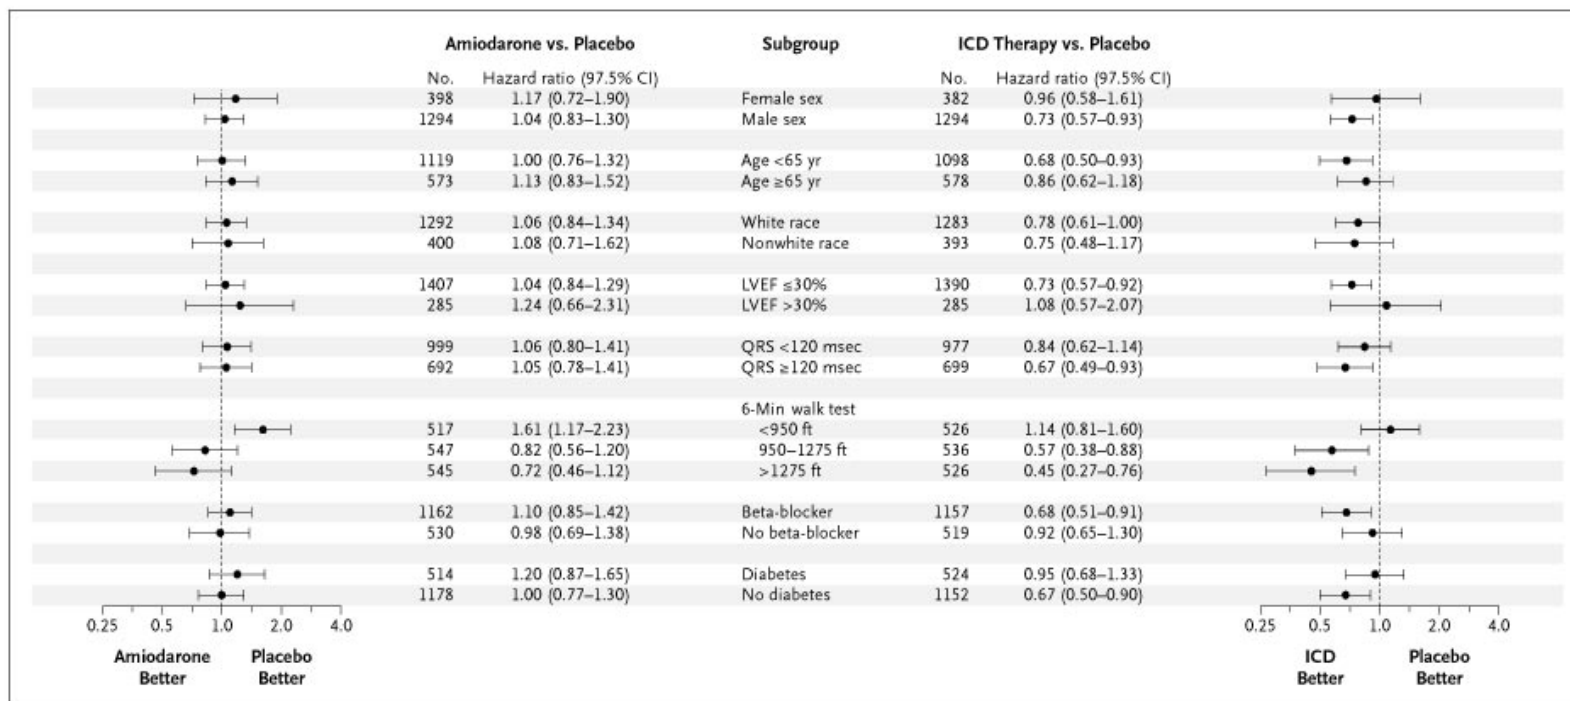 Amiodarone vs. Placebo Subgroup ICD Therapy vs. Placebo
No. Hazard ratio (97.5% CI) No. Hazard ratio (97.5% CI)
398 1.17 (0.72–1.90) Female sex 382 0.96 (0.58–1.61)
1294 1.04 (0.83–1.30) Male sex 1294 0.73 (0.57–0.93)
1119 1.00 (0.76–1.32) Age <65 yr 1098 0.68 (0.50–0.93)
573 1.13 (0.83–1.52) Age ≥65 yr 578 0.86 (0.62–1.18)
1292 1.06 (0.84–1.34) White race 1283 0.78 (0.61–1.00)
400 1.08 (0.71–1.62) Nonwhite race 393 0.75 (0.48–1.17)
1407 1.04 (0.84–1.29) LVEF ≤30% 1390 0.73 (0.57–0.92)
285 1.24 (0.66–2.31) LVEF >30% 285 1.08 (0.57–2.07)
999 1.06 (0.80–1.41) QRS <120 msec 977 0.84 (0.62–1.14)
692 1.05 (0.78–1.41) QRS ≥120 msec 699 0.67 (0.49–0.93)
6-Min walk test
517 1.61 (1.17–2.23) <950 ft 526 1.14 (0.81–1.60)
547 0.82 (0.56–1.20) 950–1275 ft 536 0.57 (0.38–0.88)
545 0.72 (0.46–1.12) >1275 ft 526 0.45 (0.27–0.76)
1162 1.10 (0.85–1.42) Beta-blocker 1157 0.68 (0.51–0.91)
530 0.98 (0.69–1.38) No beta-blocker 519 0.92 (0.65–1.30)
514 1.20 (0.87–1.65) Diabetes 524 0.95 (0.68–1.33)
1178 1.00 (0.77–1.30) No diabetes 1152 0.67 (0.50–0.90)
0.25 0.5 1.0 2.0 4.0 0.25 0.5 1.0 2.0 4.0
Amiodarone Placebo ICD Placebo
Better Better Better Better